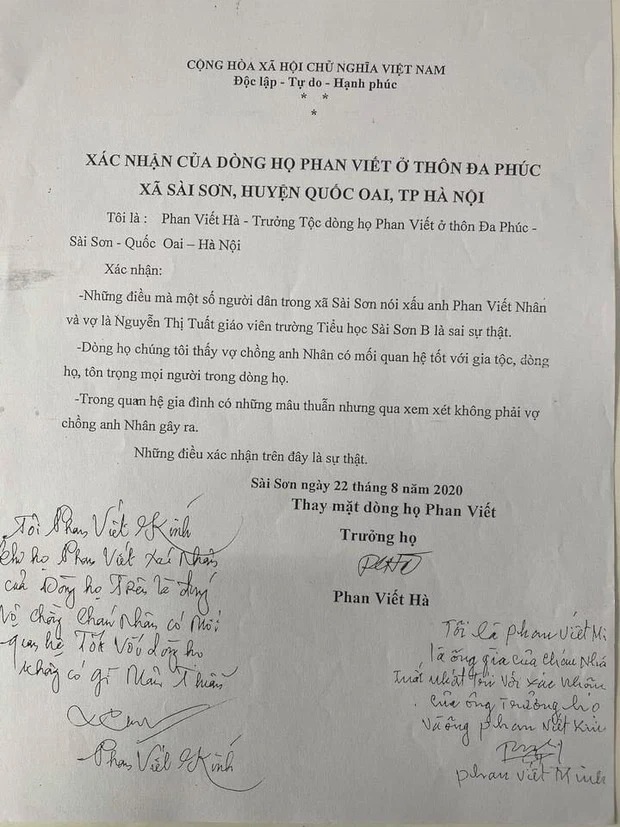 CỘNG HÒA XÃ HỘI CHỦ NGHĨA VIỆT NAM
Độc lập - Tự do - Hạnh phúc
* *
*
XÁC NHẬN CỦA DÒNG HỌ PHAN VIẾT Ở THÔN ĐA PHÚC
XÃ SÀI SƠN, HUYỆN QUỐC OAI, TP HÀ NỘI
Tôi là : Phan Viết Hà - Trưởng Tộc dòng họ Phan Viết ở thôn Đa Phúc -
Sài Sơn - Quốc Oai – Hà Nội
Xác nhận:
-Những điều mà một số người dân trong xã Sài Sơn nói xấu anh Phan Viết Nhân
và vợ là Nguyễn Thị Tuất giáo viên trường Tiểu học Sài Sơn B là sai sự thật.
-Dòng họ chúng tôi thấy vợ chồng anh Nhân có mối quan hệ tốt với gia tộc, dòng
họ, tôn trọng mọi người trong dòng họ.
-Trong quan hệ gia đình có những mâu thuẫn nhưng qua xem xét không phải vợ
chồng anh Nhân gây ra.
Những điều xác nhận trên đây là sự thật.
Sài Sơn ngày 22 tháng 8 năm 2020
Thay mặt dòng họ Phan Viết
Trưởng họ
Phan Viết Hà
Tôi Phan Viết Kính
họ Phan Viết xác Nhận
của Dòng họ Trên là đúng
vợ chồng cháu Nhân có mối
quan hệ Tốt Với dòng họ
không có gì Mâu Thuẫn
Phan Viết Kính
Tôi là phan viết Mi
là ông của cháu Nhâ
nhất với xác nhận
của ông Trưởng họ
và ông phan viết Kín
phan viết Minh